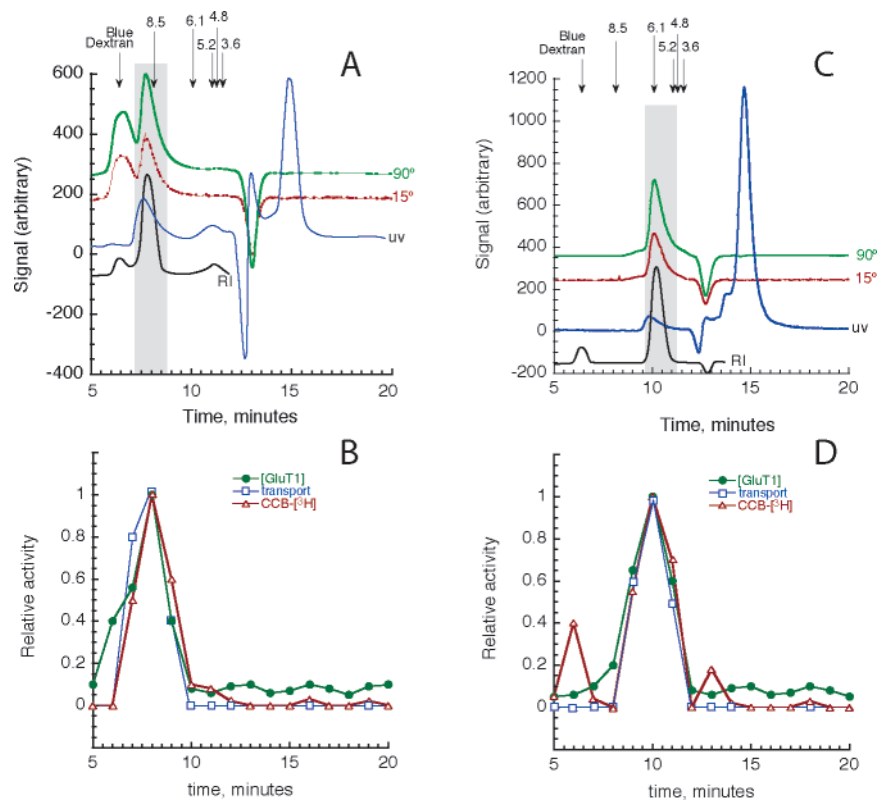 Blue Dextran
8.5
6.1
4.8
5.2
3.6
A
600
400
200
0
-200
-400
Signal (arbitrary)
90º
15º
uv
RI
5
10
15
20
Time, minutes
Blue Dextran
8.5
6.1
4.8
5.2
3.6
C
1200
1000
800
600
400
200
0
-200
Signal (arbitrary)
90º
15º
uv
RI
5
10
15
20
Time, minutes
B
[GluT1]
transport
CCB-[³H]
1
0.8
0.6
0.4
0.2
0
Relative activity
5
10
15
20
time, minutes
D
[GluT1]
transport
CCB-[³H]
1
0.8
0.6
0.4
0.2
0
Relative activity
5
10
15
20
time, minutes